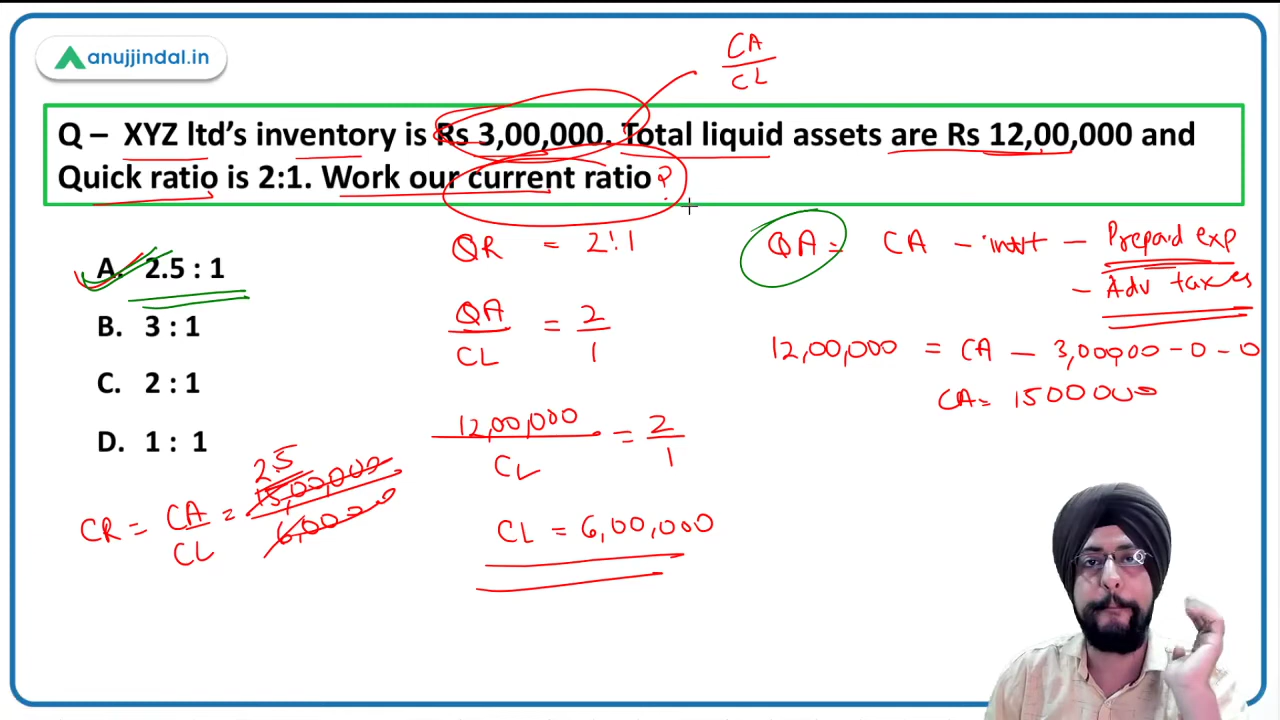 anujjindal.in
CA
CL
Q – XYZ ltd's inventory is Rs 3,00,000. Total liquid assets are Rs 12,00,000 and
Quick ratio is 2:1. Work our current ratio ?
A. 2.5 : 1
B. 3 : 1
C. 2 : 1
D. 1 : 1
CR = CA/CL = 15,00,000/6,00000
2.5
QR = 2:1
QA/CL = 2/1
12,00,000/CL = 2/1
CL = 6,00,000
QA = CA - - Prepaid exp
- Adv taxes
12,00,000 = CA - 3,00,000 - 0 - 0
CA = 1500000